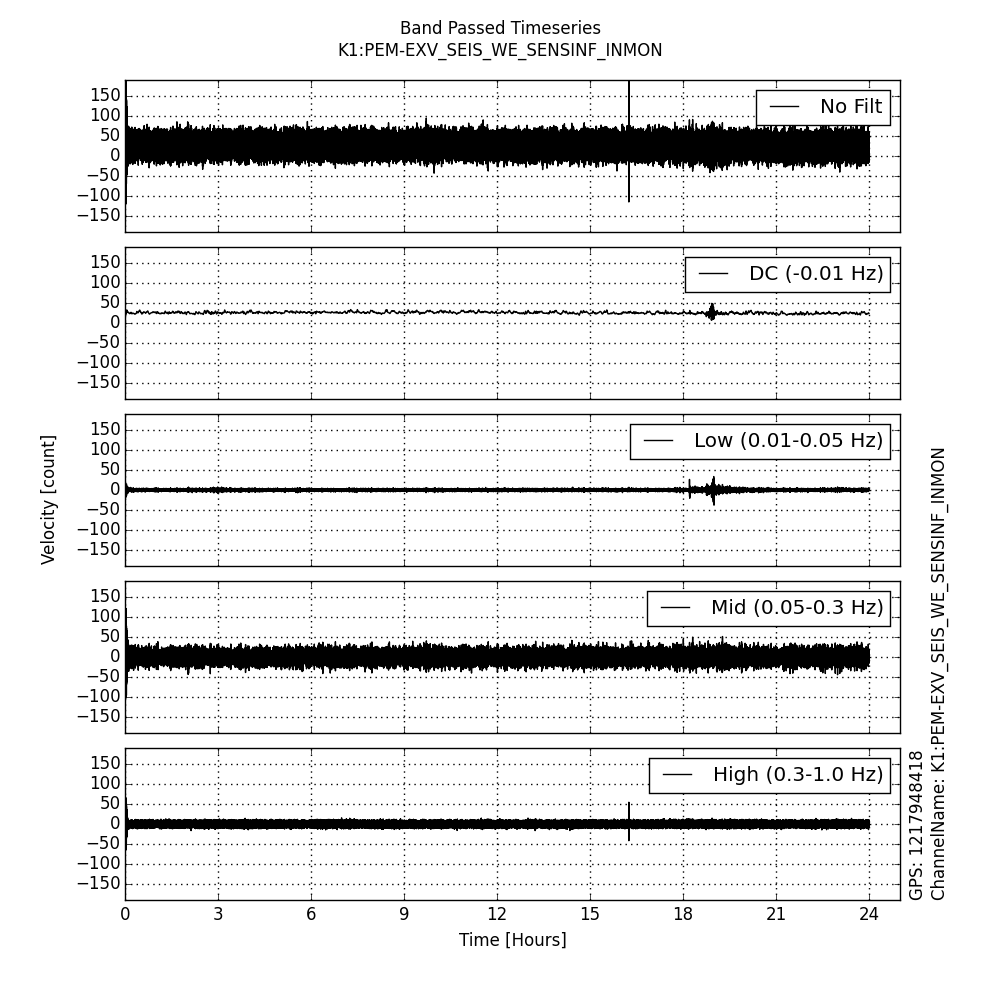 Band Passed Timeseries
K1:PEM-EXV_SEIS_WE_SENSINF_INMON
150
100
50
0
−50
−100
−150
No Filt
150
100
50
0
−50
−100
−150
DC (-0.01 Hz)
150
100
50
0
−50
−100
−150
Low (0.01-0.05 Hz)
Velocity [count]
150
100
50
0
−50
−100
−150
Mid (0.05-0.3 Hz)
150
100
50
0
−50
−100
−150
High (0.3-1.0 Hz)
0 3 6 9 12 15 18 21 24
Time [Hours]
GPS: 1217948418
ChannelName: K1:PEM-EXV_SEIS_WE_SENSINF_INMON